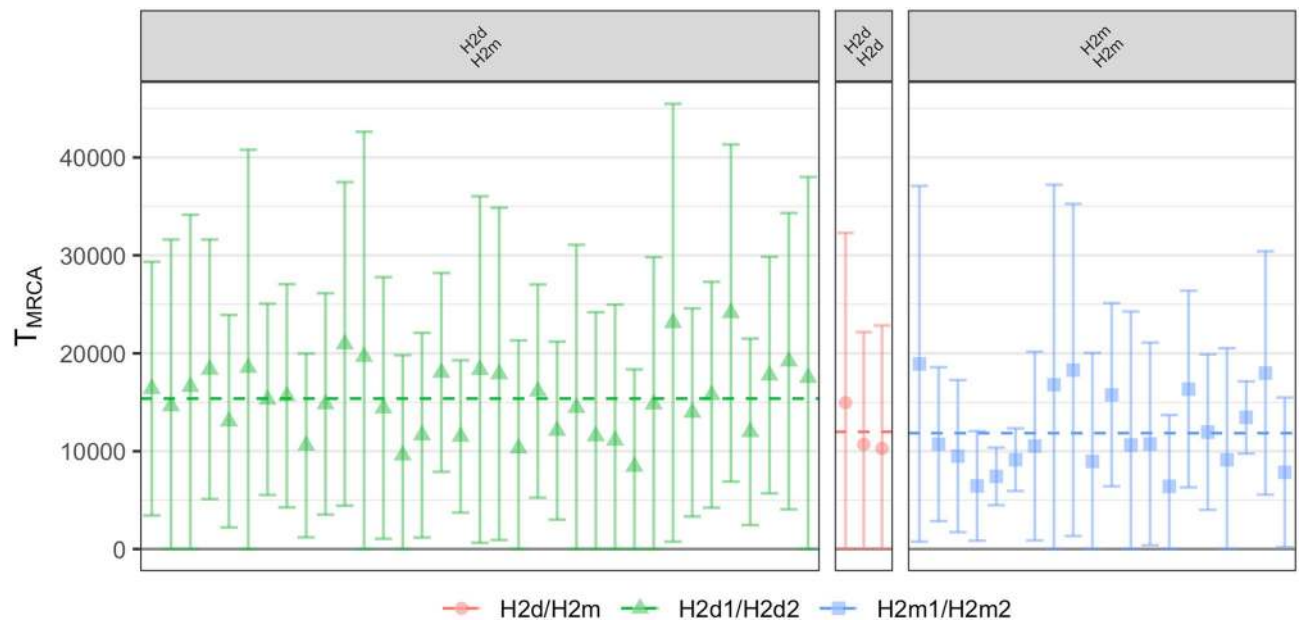 H2d
H2m
H2d
H2d
H2m
H2m
TMRCA
40000
30000
20000
10000
0
H2d/H2m
H2d1/H2d2
H2m1/H2m2